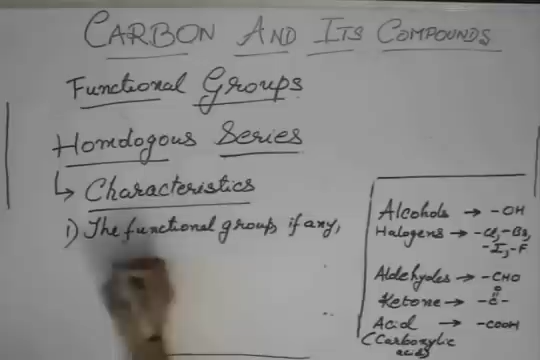 CARBON AND ITS COMPOUNDS
Functional Groups
Homologous Series
↳ Characteristics
1) The functional group if any,
Alcohols → -OH
Halogens → -Cl, -Br,
-I, -F
Aldehydes → -CHO
Ketone → -C-
O
Acid → -COOH
(Carboxylic
acids)